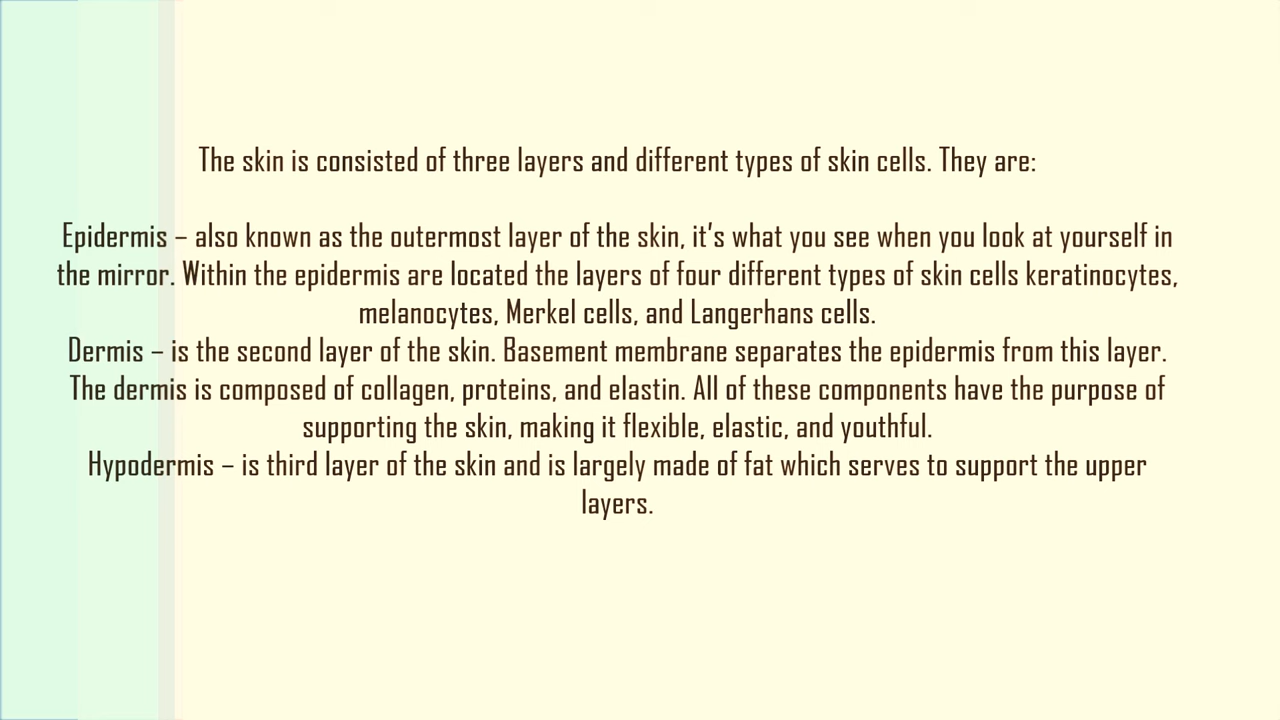 The skin is consisted of three layers and different types of skin cells. They are:
Epidermis – also known as the outermost layer of the skin, it's what you see when you look at yourself in
the mirror. Within the epidermis are located the layers of four different types of skin cells keratinocytes,
melanocytes, Merkel cells, and Langerhans cells.
Dermis – is the second layer of the skin. Basement membrane separates the epidermis from this layer.
The dermis is composed of collagen, proteins, and elastin. All of these components have the purpose of
supporting the skin, making it flexible, elastic, and youthful.
Hypodermis – is third layer of the skin and is largely made of fat which serves to support the upper
layers.